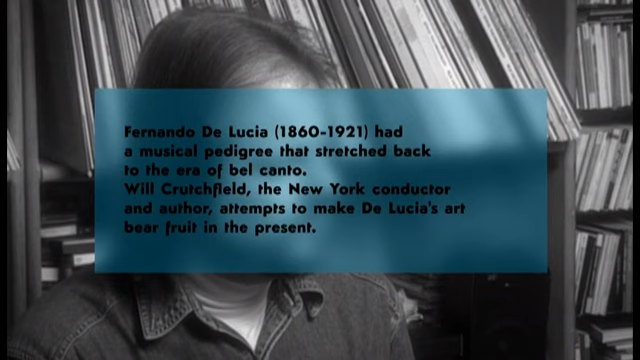 Fernando De Lucia (1860-1921) had
a musical pedigree that stretched back
to the era of bel canto.
Will Crutchfield, the New York conductor
and author, attempts to make De Lucia's art
bear fruit in the present.